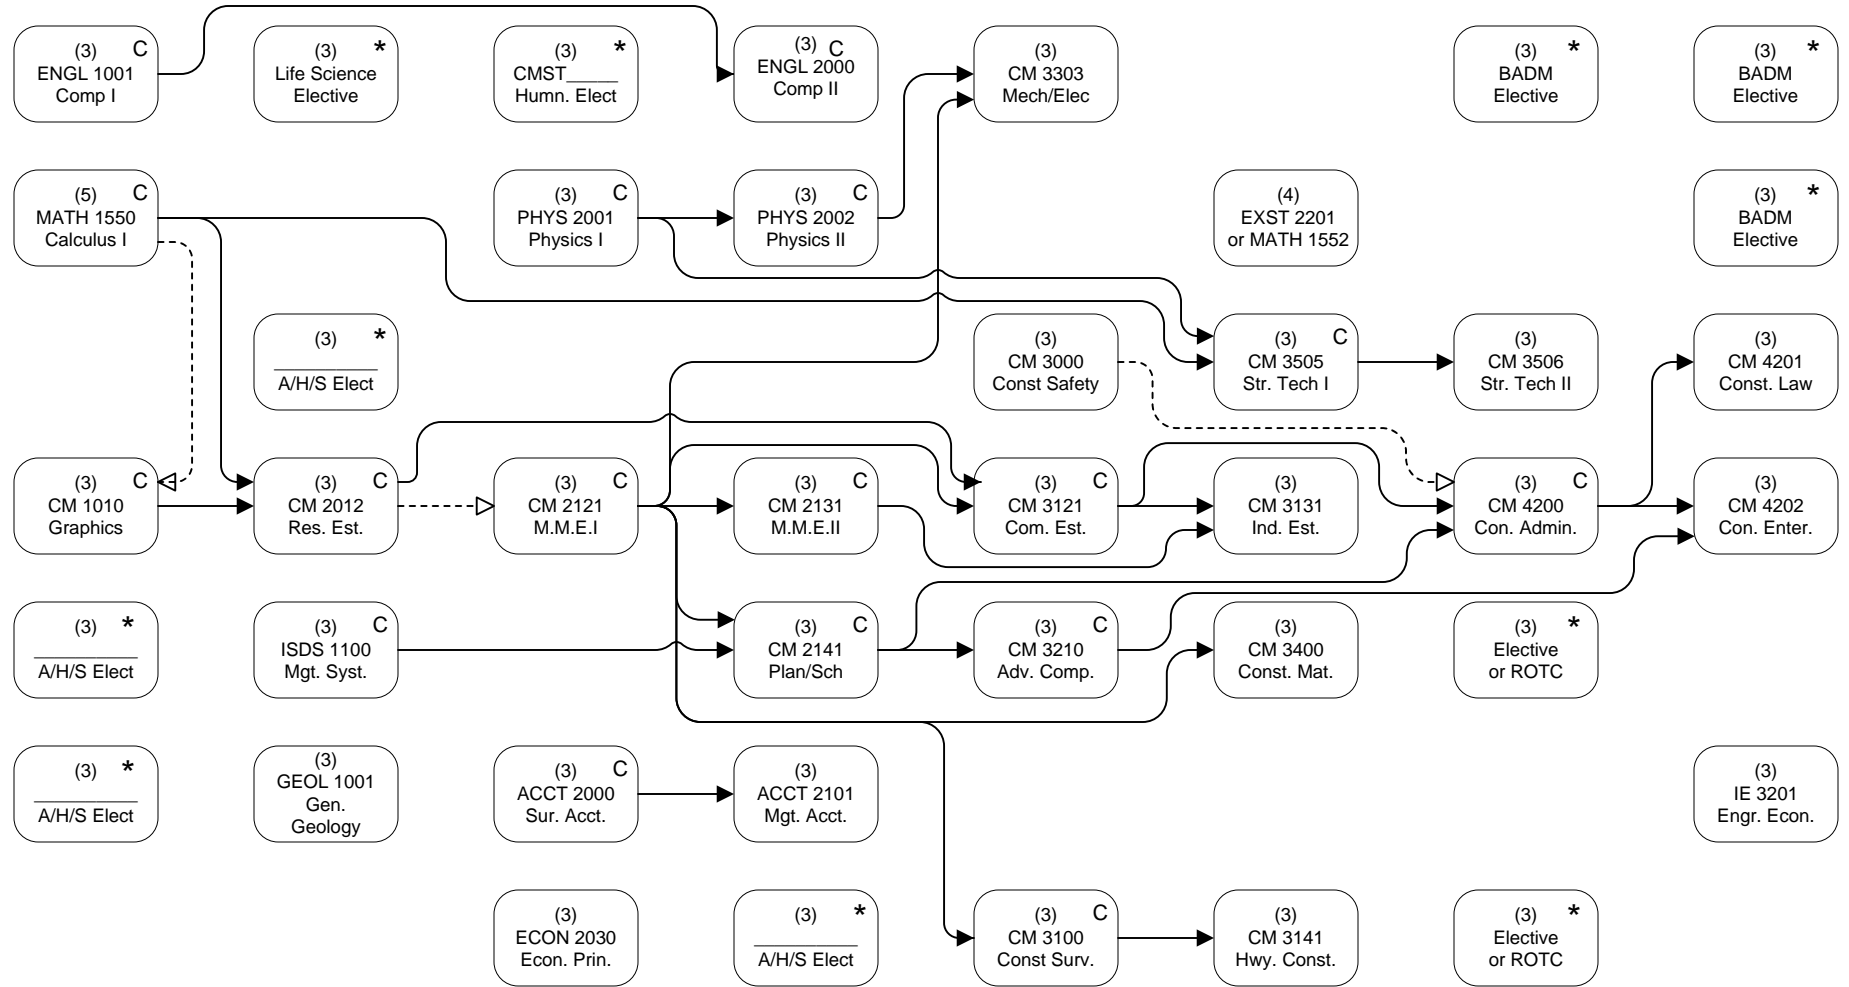 (3) C
ENGL 1001
Comp I
(3) *
Life Science
Elective
(3) *
CMST_____
Humn. Elect
(3) C
ENGL 2000
Comp II
(3)
CM 3303
Mech/Elec
(3) *
BADM
Elective
(3) *
BADM
Elective
(5) C
MATH 1550
Calculus I
(3) C
PHYS 2001
Physics I
(3) C
PHYS 2002
Physics II
(4)
EXST 2201
or MATH 1552
(3) *
BADM
Elective
(3) *
__________
A/H/S Elect
(3)
CM 3000
Const Safety
(3) C
CM 3505
Str. Tech I
(3)
CM 3506
Str. Tech II
(3)
CM 4201
Const. Law
(3) C
CM 1010
Graphics
(3) C
CM 2012
Res. Est.
(3) C
CM 2121
M.M.E.I
(3) C
CM 2131
M.M.E.II
(3) C
CM 3121
Com. Est.
(3)
CM 3131
Ind. Est.
(3) C
CM 4200
Con. Admin.
(3)
CM 4202
Con. Enter.
(3) *
__________
A/H/S Elect
(3) C
ISDS 1100
Mgt. Syst.
(3) C
CM 2141
Plan/Sch
(3) C
CM 3210
Adv. Comp.
(3)
CM 3400
Const. Mat.
(3) *
Elective
or ROTC
(3) *
__________
A/H/S Elect
(3)
GEOL 1001
Gen.
Geology
(3) C
ACCT 2000
Sur. Acct.
(3)
ACCT 2101
Mgt. Acct.
(3)
IE 3201
Engr. Econ.
(3)
ECON 2030
Econ. Prin.
(3) *
__________
A/H/S Elect
(3) C
CM 3100
Const Surv.
(3)
CM 3141
Hwy. Const.
(3) *
Elective
or ROTC